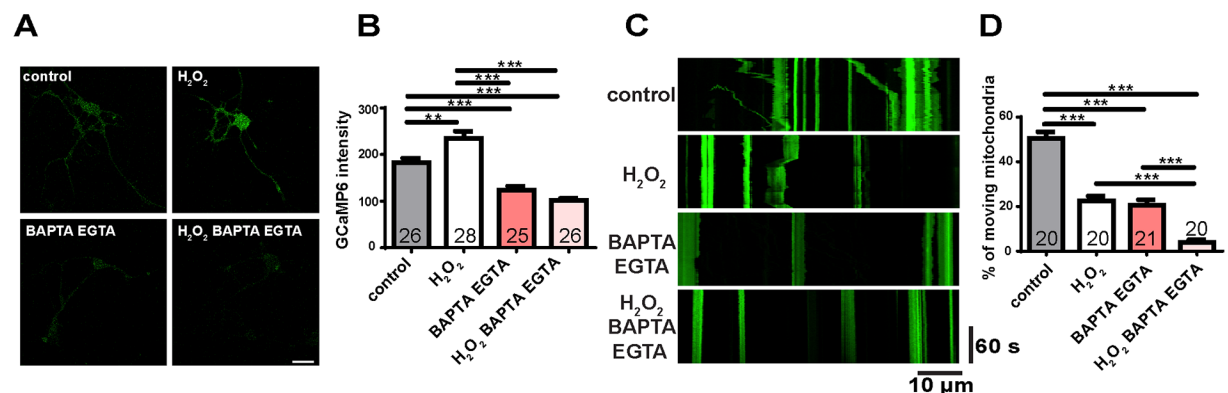 A
control
H₂O₂
BAPTA EGTA
H₂O₂ BAPTA EGTA
B
***
***
***
***
**
GCaMP6 intensity
300
200
100
0
26
28
25
26
control
H₂O₂
BAPTA EGTA
H₂O₂ BAPTA EGTA
C
control
H₂O₂
BAPTA
EGTA
H₂O₂
BAPTA
EGTA
60 s
10 µm
D
***
***
***
***
***
% of moving mitochondria
60
40
20
0
20
20
21
20
control
H₂O₂
BAPTA EGTA
H₂O₂ BAPTA EGTA